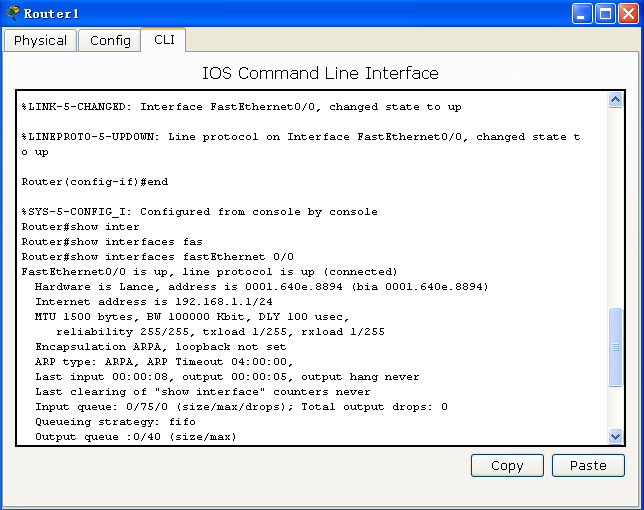 Router1
Physical Config CLI
IOS Command Line Interface
%LINK-5-CHANGED: Interface FastEthernet0/0, changed state to up
%LINEPROTO-5-UPDOWN: Line protocol on Interface FastEthernet0/0, changed state t
o up
Router(config-if)#end
%SYS-5-CONFIG_I: Configured from console by console
Router#show inter
Router#show interfaces fas
Router#show interfaces fastEthernet 0/0
FastEthernet0/0 is up, line protocol is up (connected)
Hardware is Lance, address is 0001.640e.8894 (bia 0001.640e.8894)
Internet address is 192.168.1.1/24
MTU 1500 bytes, BW 100000 Kbit, DLY 100 usec,
reliability 255/255, txload 1/255, rxload 1/255
Encapsulation ARPA, loopback not set
ARP type: ARPA, ARP Timeout 04:00:00,
Last input 00:00:08, output 00:00:05, output hang never
Last clearing of "show interface" counters never
Input queue: 0/75/0 (size/max/drops); Total output drops: 0
Queueing strategy: fifo
Output queue :0/40 (size/max)
Copy Paste